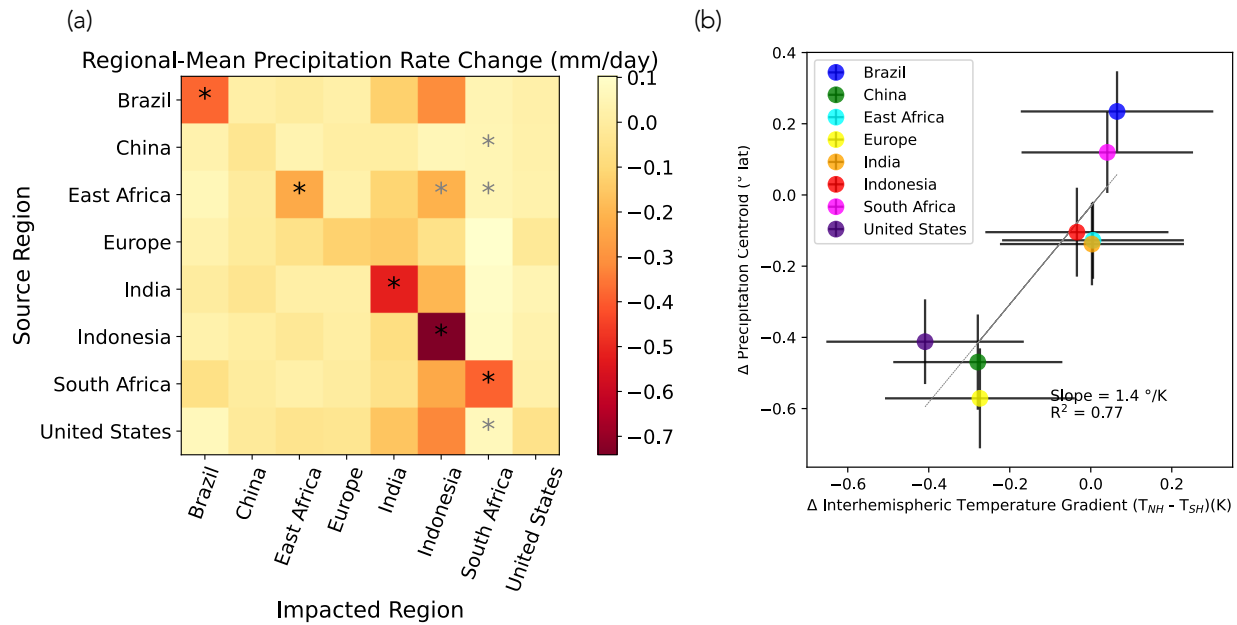 (a)
Regional-Mean Precipitation Rate Change (mm/day)
Source Region
Brazil
China
East Africa
Europe
India
Indonesia
South Africa
United States
*
*
*
*
*
*
*
*
*
Brazil
China
East Africa
Europe
India
Indonesia
South Africa
United States
Impacted Region
0.1
0.0
−0.1
−0.2
−0.3
−0.4
−0.5
−0.6
−0.7
(b)
Δ Precipitation Centroid (° lat)
0.4
0.2
0.0
−0.2
−0.4
−0.6
Brazil
China
East Africa
Europe
India
Indonesia
South Africa
United States
Slope = 1.4 °/K
R² = 0.77
−0.6
−0.4
−0.2
0.0
0.2
Δ Interhemispheric Temperature Gradient (T_NH - T_SH)(K)